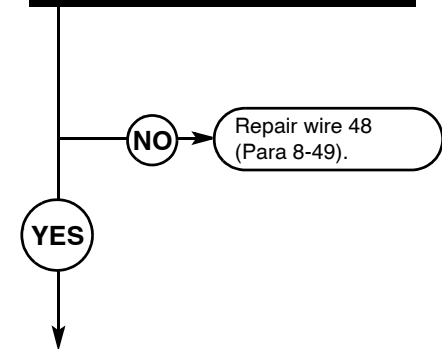 NO
Repair wire 48
(Para 8-49).
YES